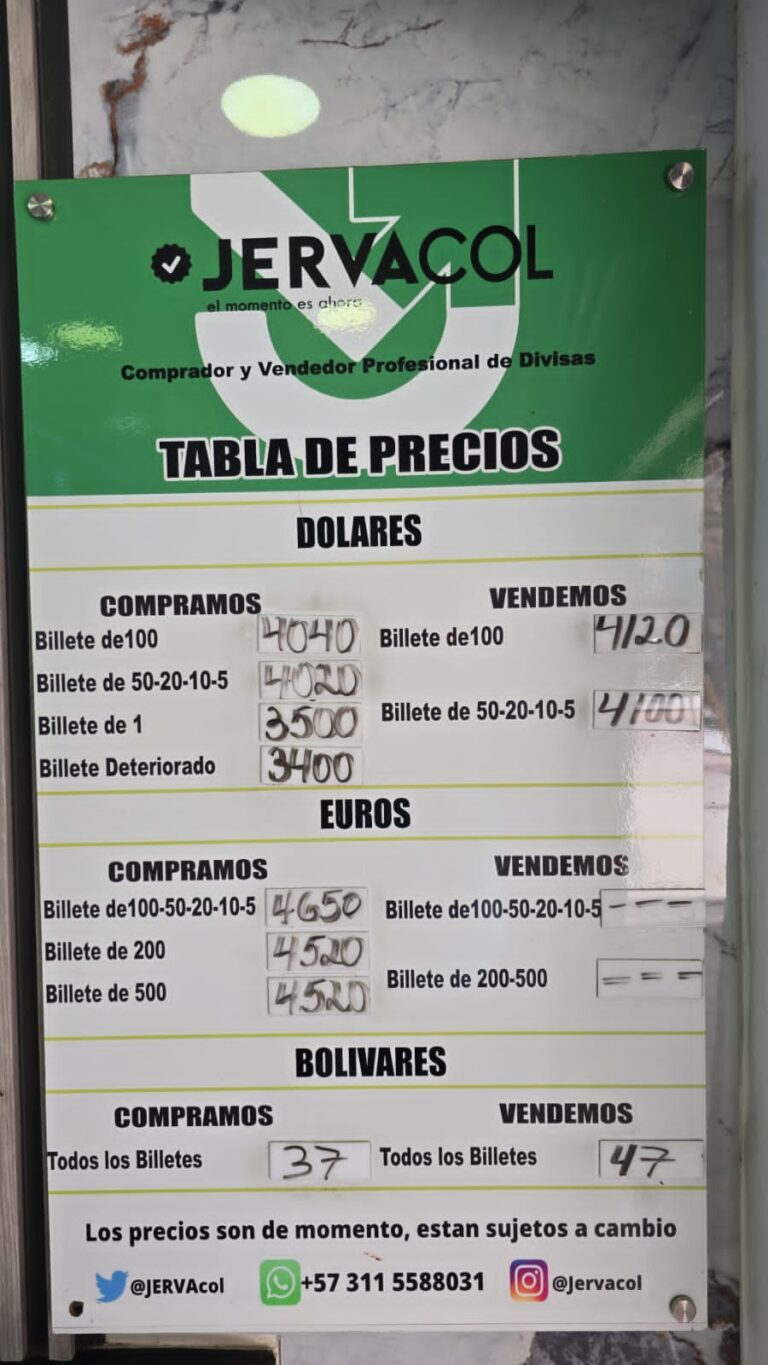 JERVACOL
el momento es ahora
Comprador y Vendedor Profesional de Divisas
TABLA DE PRECIOS
DOLARES
COMPRAMOS
Billete de100 4040
Billete de 50-20-10-5 4020
Billete de 1 3500
Billete Deteriorado 3400
VENDEMOS
Billete de100 4120
Billete de 50-20-10-5 4100
EUROS
COMPRAMOS
Billete de100-50-20-10-5 4650
Billete de 200 4520
Billete de 500 4520
VENDEMOS
Billete de100-50-20-10-5 ---
Billete de 200-500 ---
BOLIVARES
COMPRAMOS
Todos los Billetes 37
VENDEMOS
Todos los Billetes 47
Los precios son de momento, estan sujetos a cambio
@JERVAcol +57 311 5588031 @Jervacol